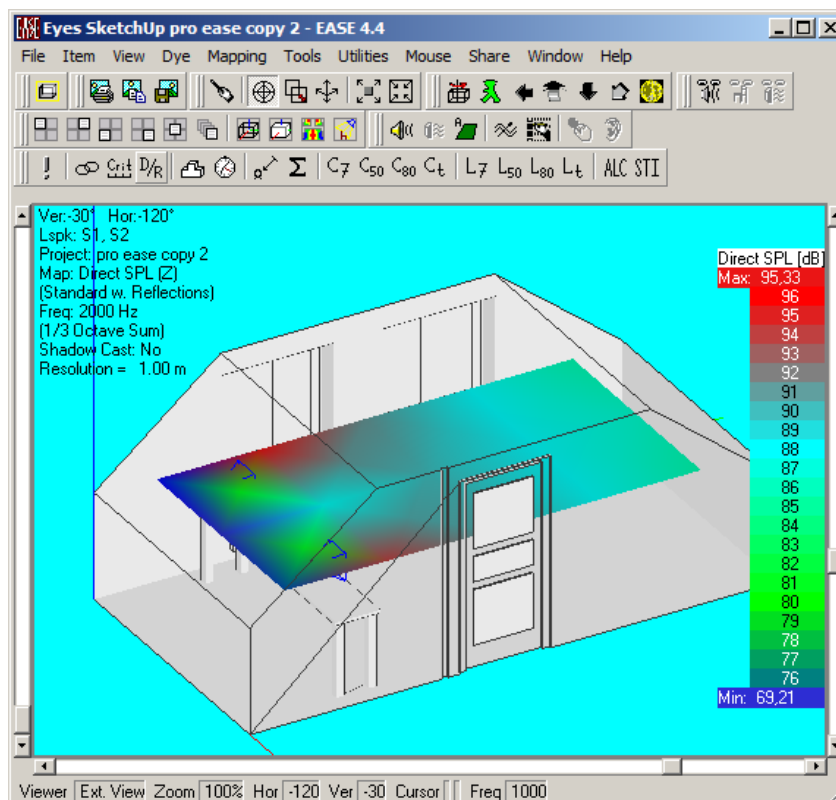 Eyes SketchUp pro ease copy 2 - EASE 4.4
File Item View Dye Mapping Tools Utilities Mouse Share Window Help
! Crit D/R Σ C7 C50 C80 Ct L7 L50 L80 Lt ALC STI
Ver:-30° Hor:-120°
Lspk: S1, S2
Project: pro ease copy 2
Map: Direct SPL (Z)
(Standard w. Reflections)
Freq: 2000 Hz
(1/3 Octave Sum)
Shadow Cast: No
Resolution = 1.00 m
Direct SPL [dB]
Max: 95,33
96
95
94
93
92
91
90
89
88
87
86
85
84
83
82
81
80
79
78
77
76
Min: 69,21
Viewer Ext. View Zoom 100% Hor -120 Ver -30 Cursor Freq 1000